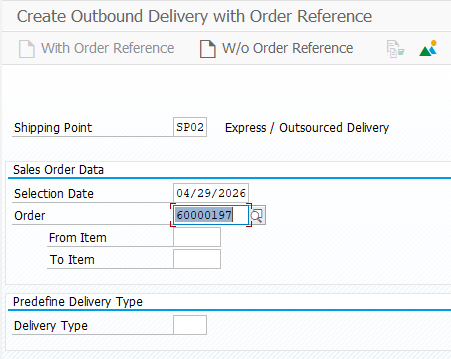 Create Outbound Delivery with Order Reference
With Order Reference W/o Order Reference
Shipping Point SP02 Express / Outsourced Delivery
Sales Order Data
Selection Date 04/29/2026
Order 60000197
From Item
To Item
Predefine Delivery Type
Delivery Type